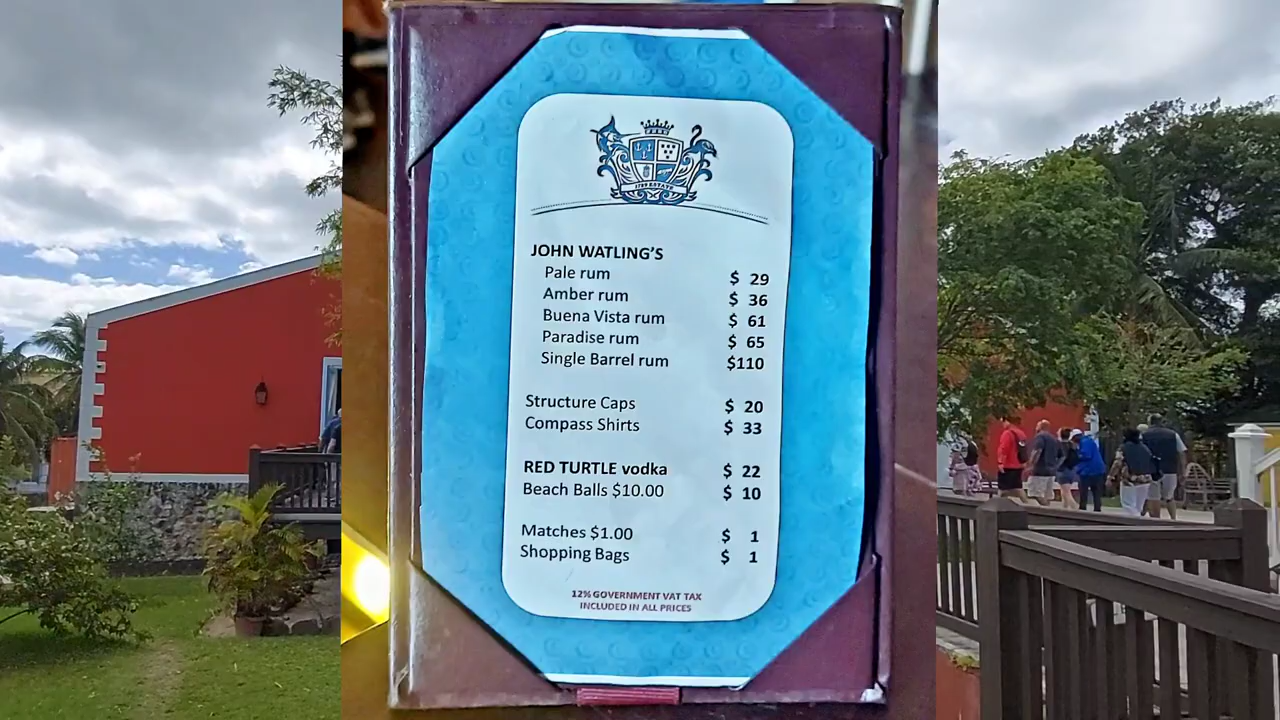 1789 ESTATE
JOHN WATLING'S
Pale rum $ 29
Amber rum $ 36
Buena Vista rum $ 61
Paradise rum $ 65
Single Barrel rum $110
Structure Caps $ 20
Compass Shirts $ 33
RED TURTLE vodka $ 22
Beach Balls $10.00 $ 10
Matches $1.00 $ 1
Shopping Bags $ 1
12% GOVERNMENT VAT TAX
INCLUDED IN ALL PRICES